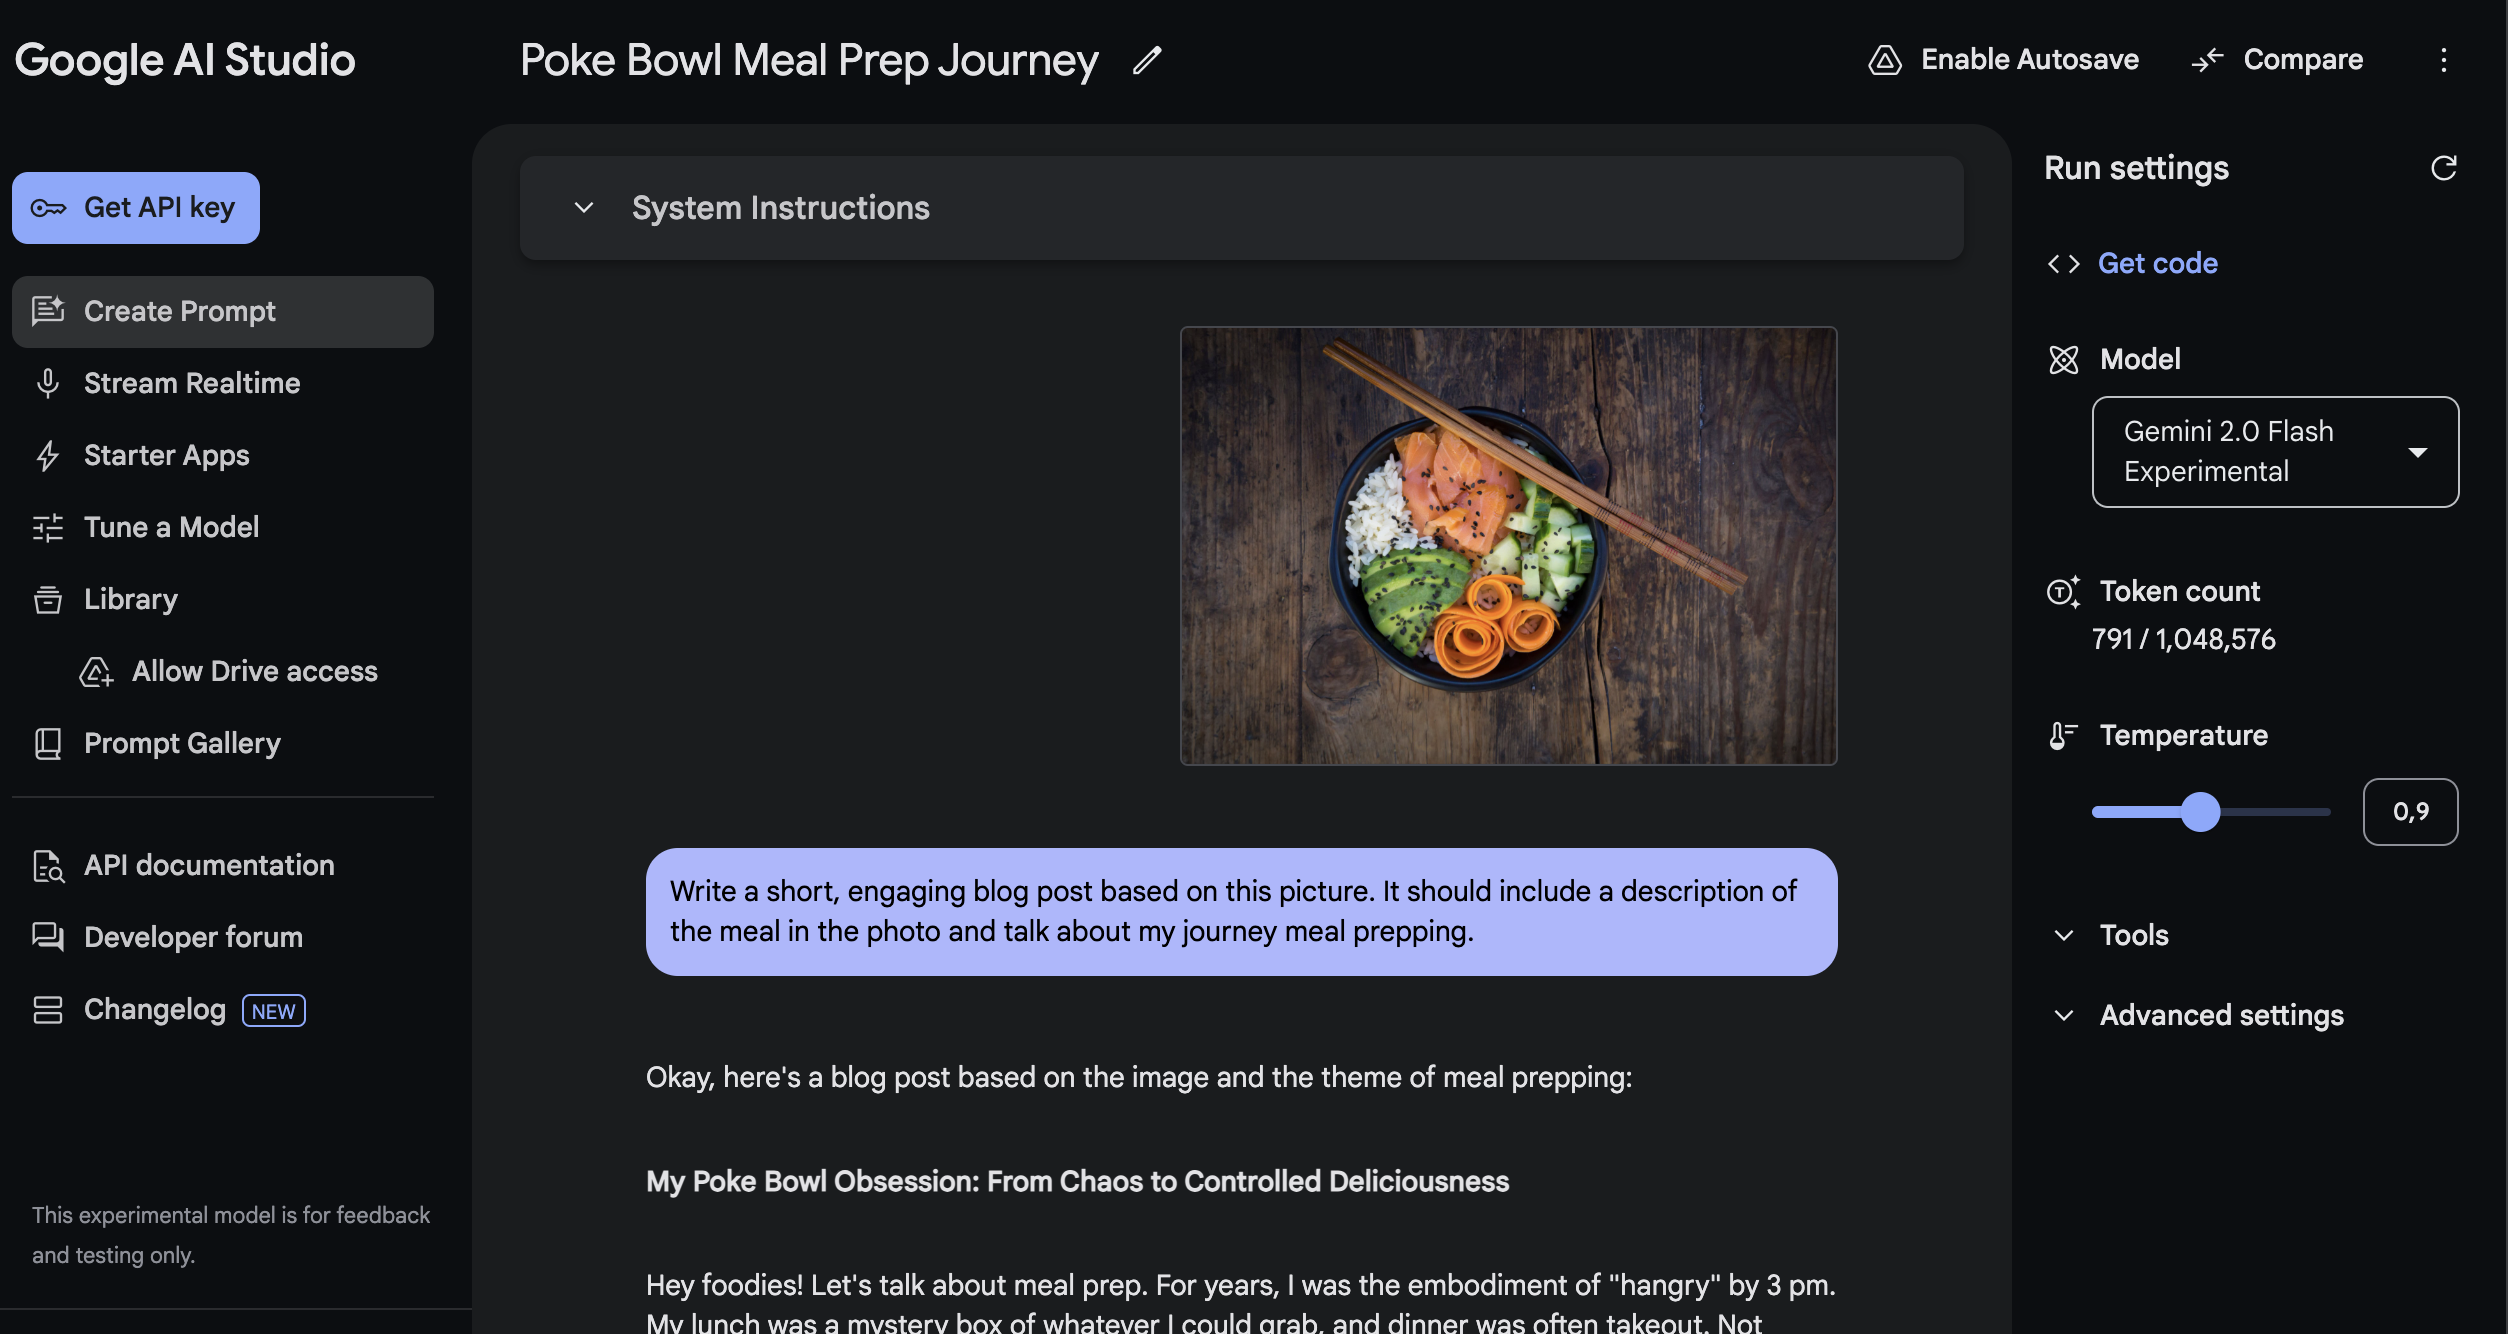 Google AI Studio
Poke Bowl Meal Prep Journey
Enable Autosave
Compare
Get API key
Create Prompt
Stream Realtime
Starter Apps
Tune a Model
Library
Allow Drive access
Prompt Gallery
API documentation
Developer forum
Changelog NEW
This experimental model is for feedback
and testing only.
System Instructions
Write a short, engaging blog post based on this picture. It should include a description of
the meal in the photo and talk about my journey meal prepping.
Okay, here's a blog post based on the image and the theme of meal prepping:
My Poke Bowl Obsession: From Chaos to Controlled Deliciousness
Hey foodies! Let's talk about meal prep. For years, I was the embodiment of "hangry" by 3 pm.
My lunch was a mystery box of whatever I could grab, and dinner was often takeout. Not
Run settings
Get code
Model
Gemini 2.0 Flash
Experimental
Token count
791 / 1,048,576
Temperature
0,9
Tools
Advanced settings